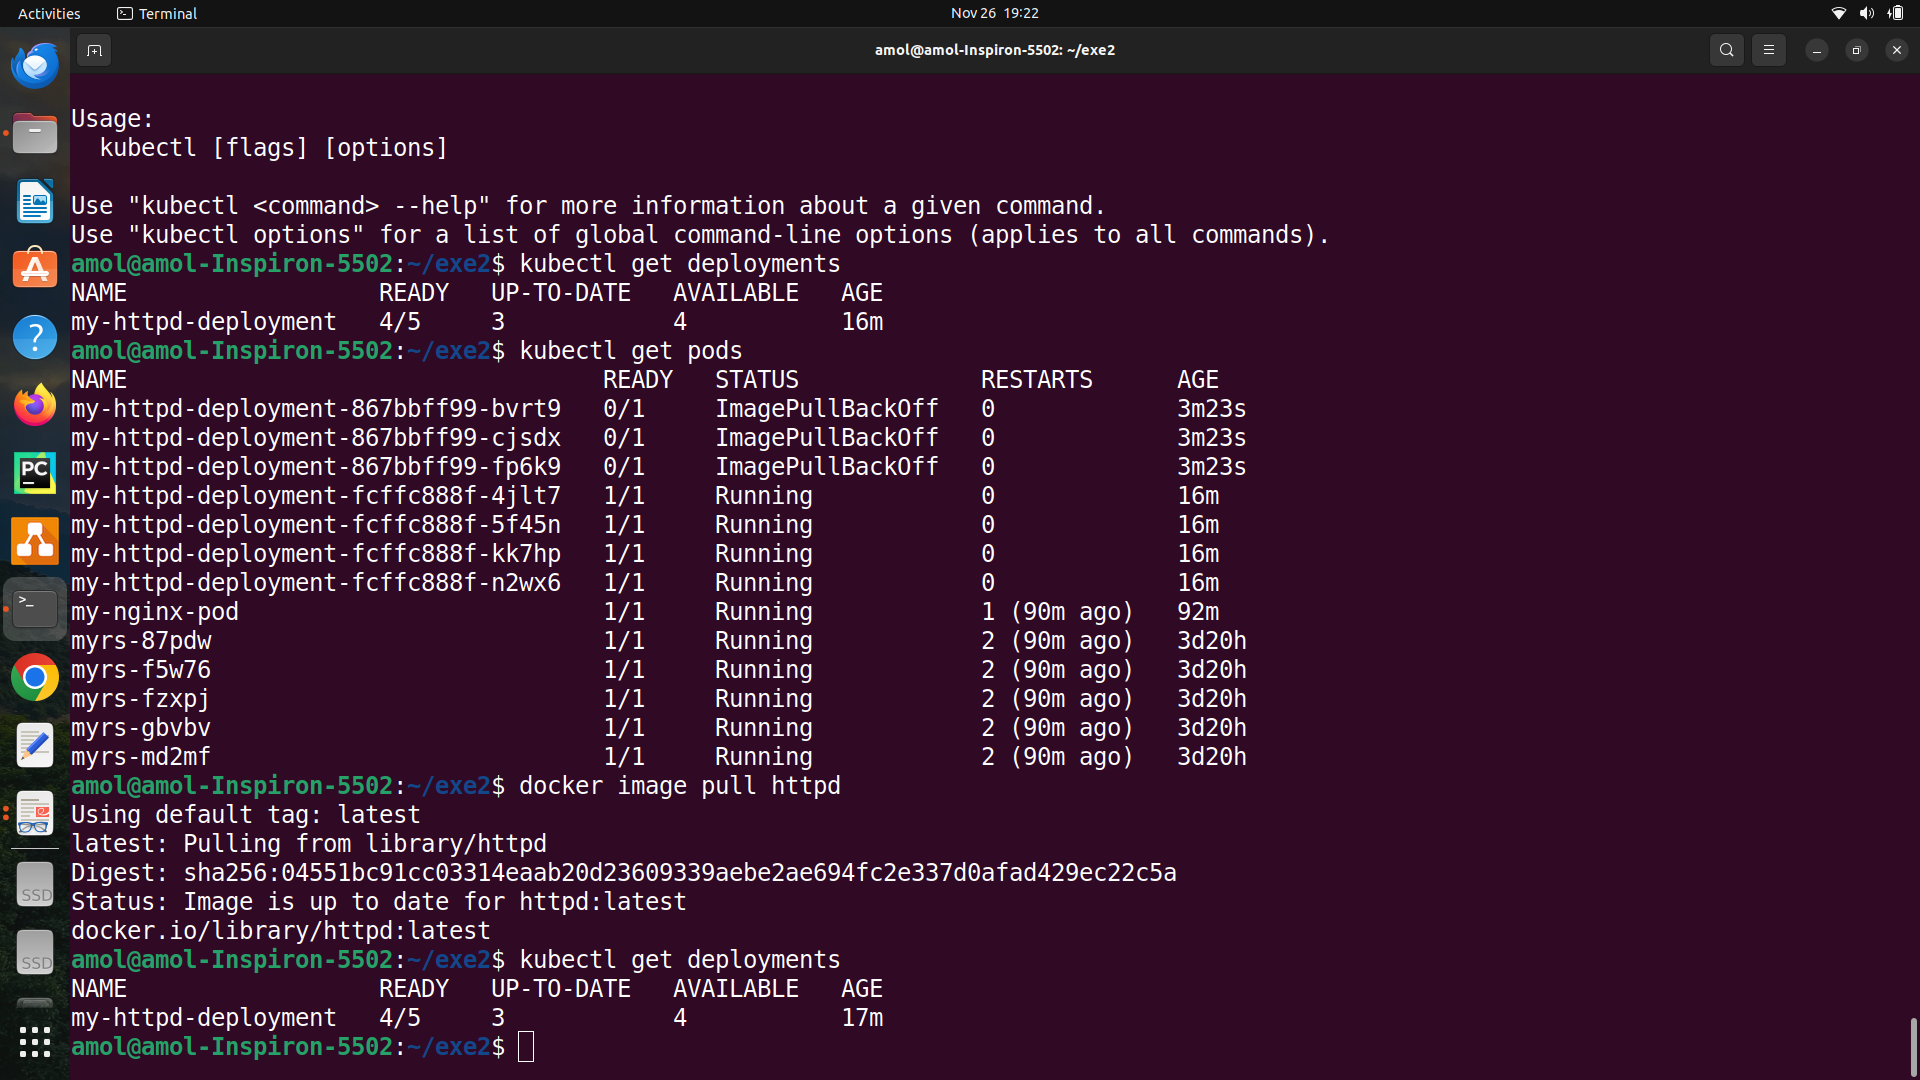 Activities
Terminal
Nov 26 19:22
amol@amol-Inspiron-5502: ~/exe2
Usage:
  kubectl [flags] [options]
Use "kubectl <command> --help" for more information about a given command.
Use "kubectl options" for a list of global command-line options (applies to all commands).
amol@amol-Inspiron-5502:~/exe2$ kubectl get deployments
NAME                  READY   UP-TO-DATE   AVAILABLE   AGE
my-httpd-deployment   4/5     3            4           16m
amol@amol-Inspiron-5502:~/exe2$ kubectl get pods
NAME                                  READY   STATUS             RESTARTS      AGE
my-httpd-deployment-867bbff99-bvrt9   0/1     ImagePullBackOff   0             3m23s
my-httpd-deployment-867bbff99-cjsdx   0/1     ImagePullBackOff   0             3m23s
my-httpd-deployment-867bbff99-fp6k9   0/1     ImagePullBackOff   0             3m23s
my-httpd-deployment-fcffc888f-4jlt7   1/1     Running            0             16m
my-httpd-deployment-fcffc888f-5f45n   1/1     Running            0             16m
my-httpd-deployment-fcffc888f-kk7hp   1/1     Running            0             16m
my-httpd-deployment-fcffc888f-n2wx6   1/1     Running            0             16m
my-nginx-pod                          1/1     Running            1 (90m ago)   92m
myrs-87pdw                            1/1     Running            2 (90m ago)   3d20h
myrs-f5w76                            1/1     Running            2 (90m ago)   3d20h
myrs-fzxpj                            1/1     Running            2 (90m ago)   3d20h
myrs-gbvbv                            1/1     Running            2 (90m ago)   3d20h
myrs-md2mf                            1/1     Running            2 (90m ago)   3d20h
amol@amol-Inspiron-5502:~/exe2$ docker image pull httpd
Using default tag: latest
latest: Pulling from library/httpd
Digest: sha256:04551bc91cc03314eaab20d23609339aebe2ae694fc2e337d0afad429ec22c5a
Status: Image is up to date for httpd:latest
docker.io/library/httpd:latest
amol@amol-Inspiron-5502:~/exe2$ kubectl get deployments
NAME                  READY   UP-TO-DATE   AVAILABLE   AGE
my-httpd-deployment   4/5     3            4           17m
amol@amol-Inspiron-5502:~/exe2$
PC
SSD
SSD